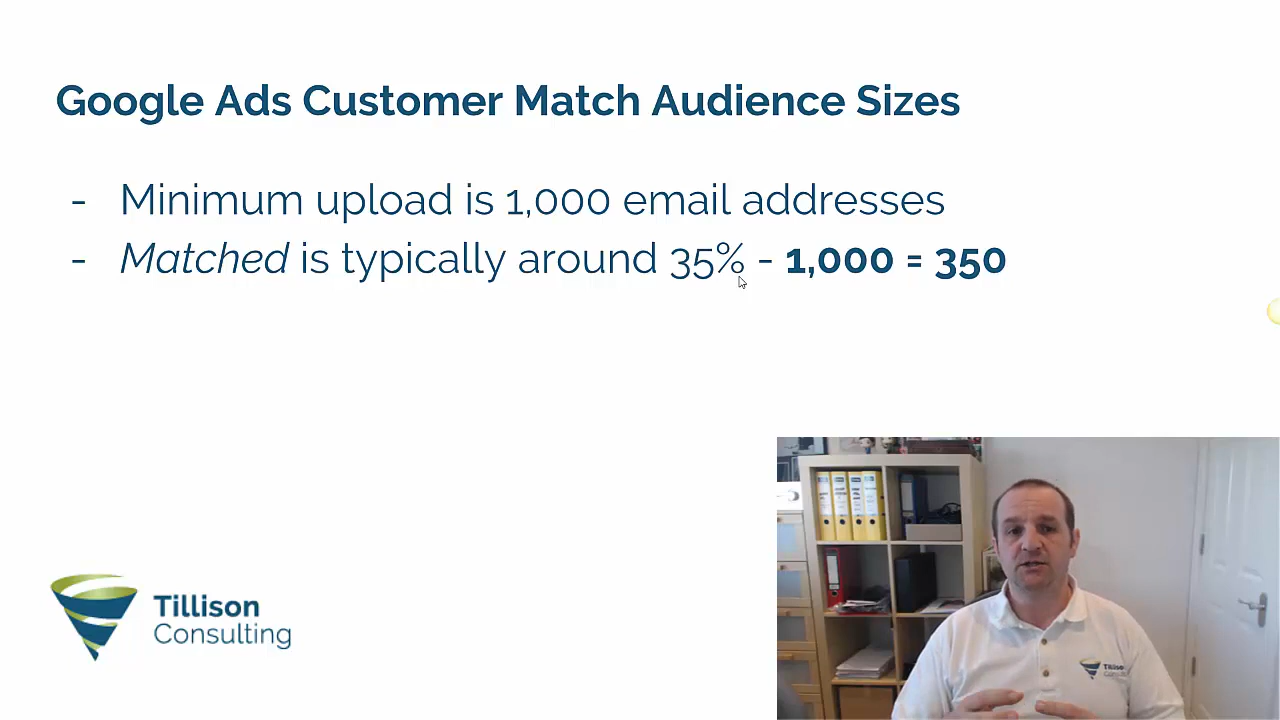 Google Ads Customer Match Audience Sizes
- Minimum upload is 1,000 email addresses
- Matched is typically around 35% - 1,000 = 350
Tillison
Consulting
Tillison